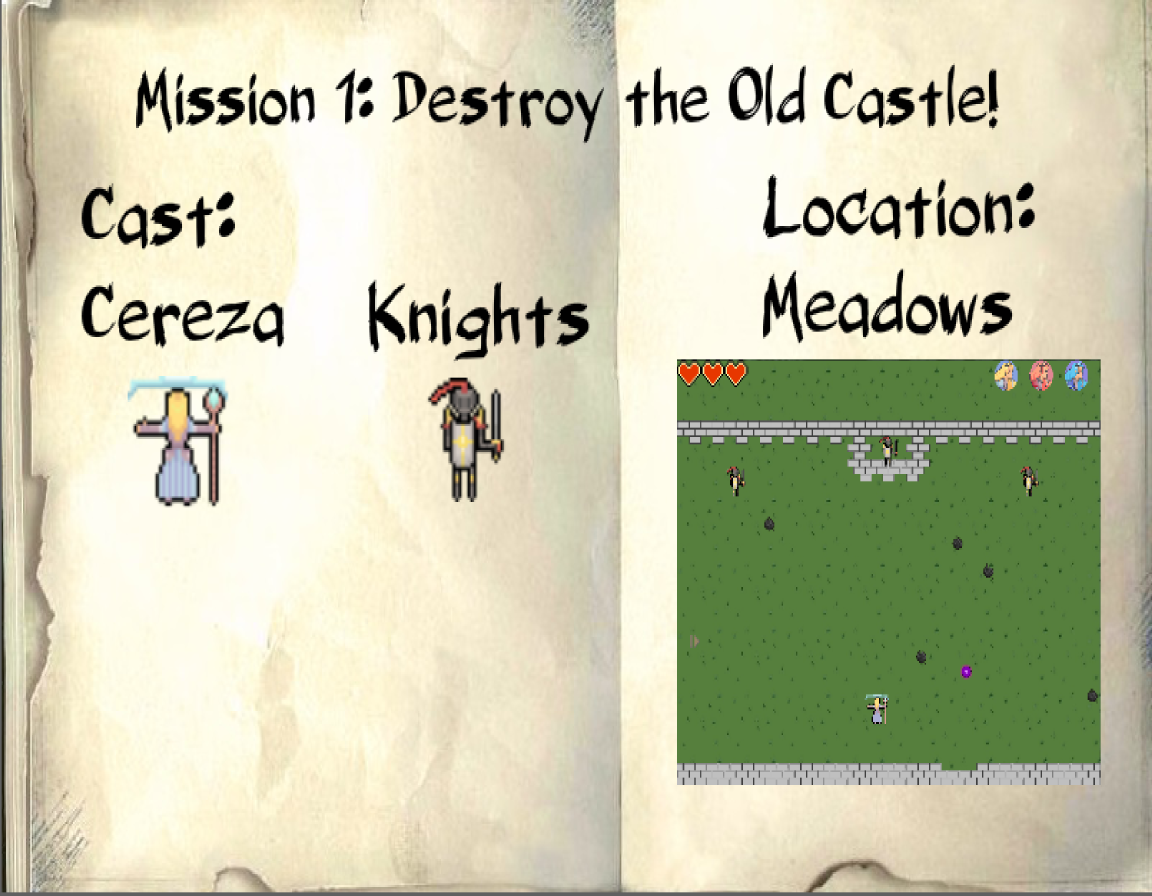 Mission 1: Destroy the Old Castle!
Cast:
Cereza Knights
Location:
Meadows